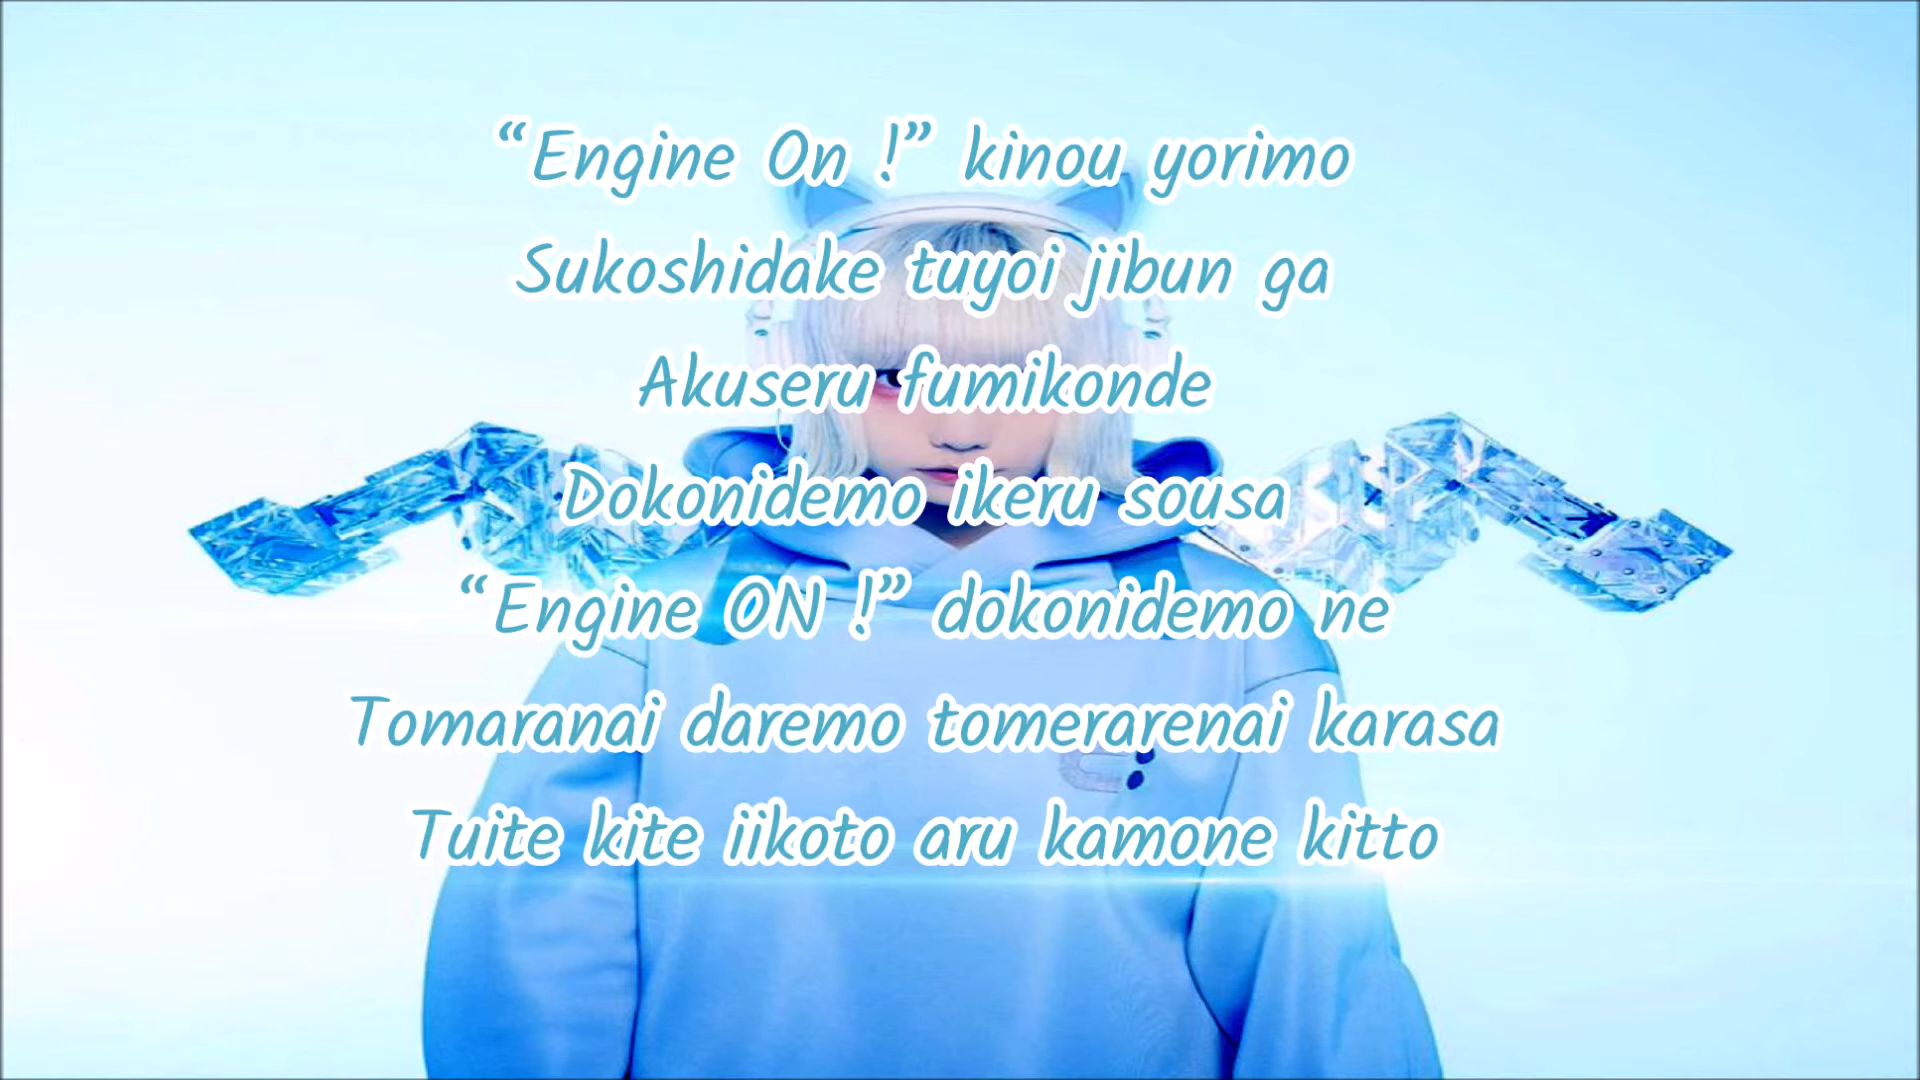 “Engine On !” kinou yorimo
Sukoshidake tuyoi jibun ga
Akuseru fumikonde
Dokonidemo ikeru sousa
“Engine ON !” dokonidemo ne
Tomaranai daremo tomerarenai karasa
Tuite kite iikoto aru kamone kitto